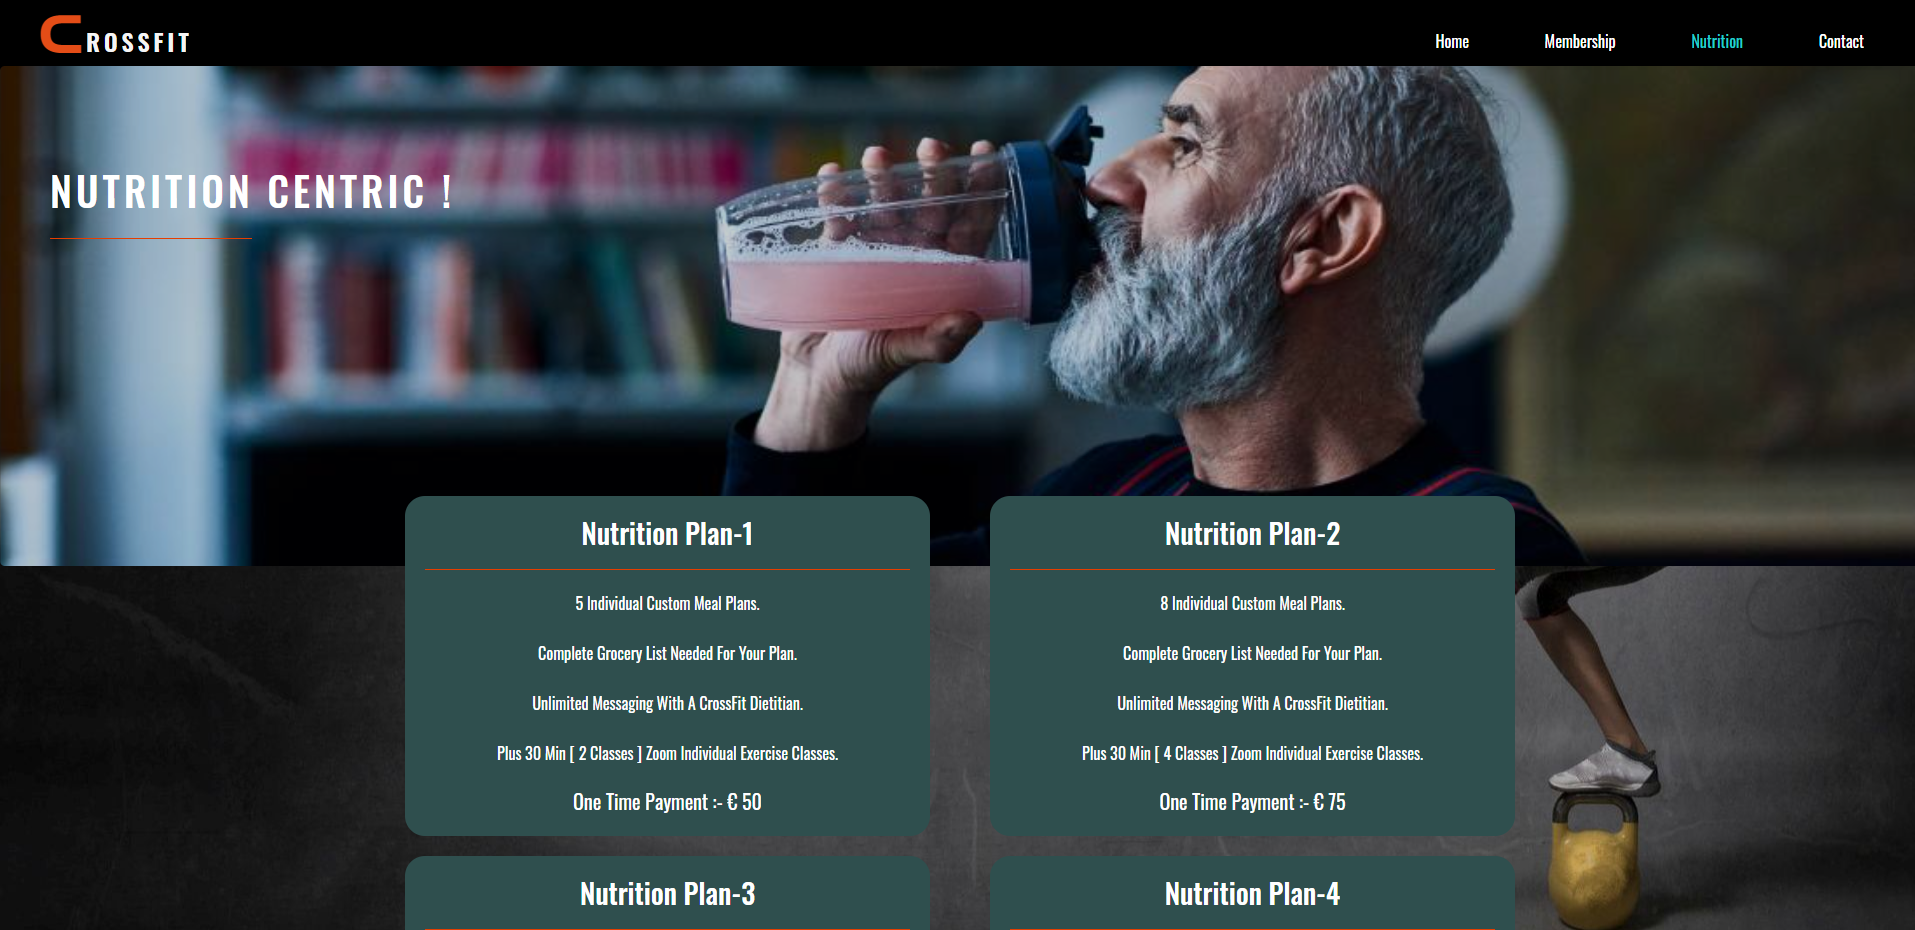 CROSSFIT
Home Membership Nutrition Contact
NUTRITION CENTRIC !
Nutrition Plan-1
5 Individual Custom Meal Plans.
Complete Grocery List Needed For Your Plan.
Unlimited Messaging With A CrossFit Dietitian.
Plus 30 Min [ 2 Classes ] Zoom Individual Exercise Classes.
One Time Payment :- € 50
Nutrition Plan-2
8 Individual Custom Meal Plans.
Complete Grocery List Needed For Your Plan.
Unlimited Messaging With A CrossFit Dietitian.
Plus 30 Min [ 4 Classes ] Zoom Individual Exercise Classes.
One Time Payment :- € 75
Nutrition Plan-3
Nutrition Plan-4